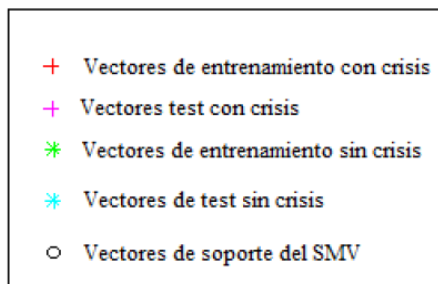 Vectores de entrenamiento con crisis
Vectores test con crisis
Vectores de entrenamiento sin crisis
Vectores de test sin crisis
Vectores de soporte del SMV